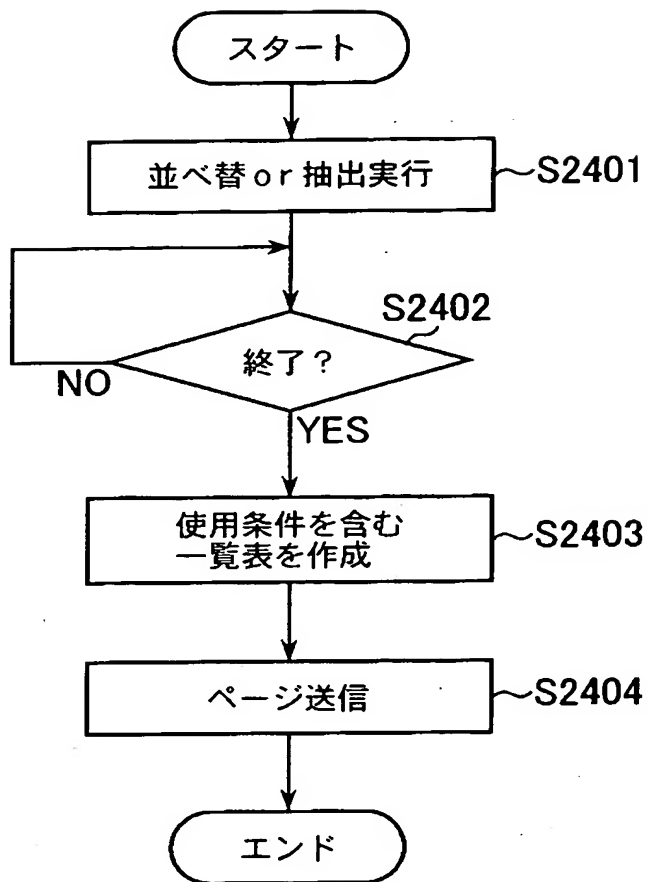 スタート
並べ替or抽出実行
S2401
S2402
終了?
NO
YES
使用条件を含む
一覧表を作成
S2403
ページ送信
S2404
エンド